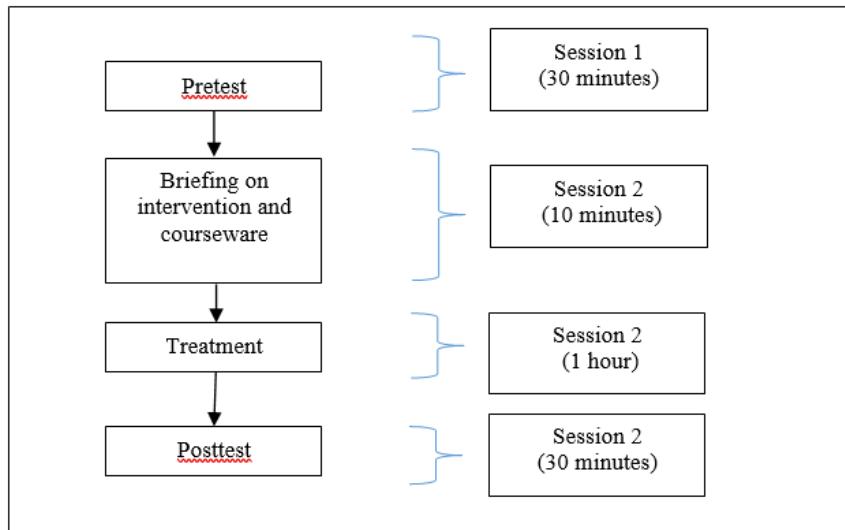 Pretest
Session 1
(30 minutes)
Briefing on
intervention and
courseware
Session 2
(10 minutes)
Treatment
Session 2
(1 hour)
Posttest
Session 2
(30 minutes)